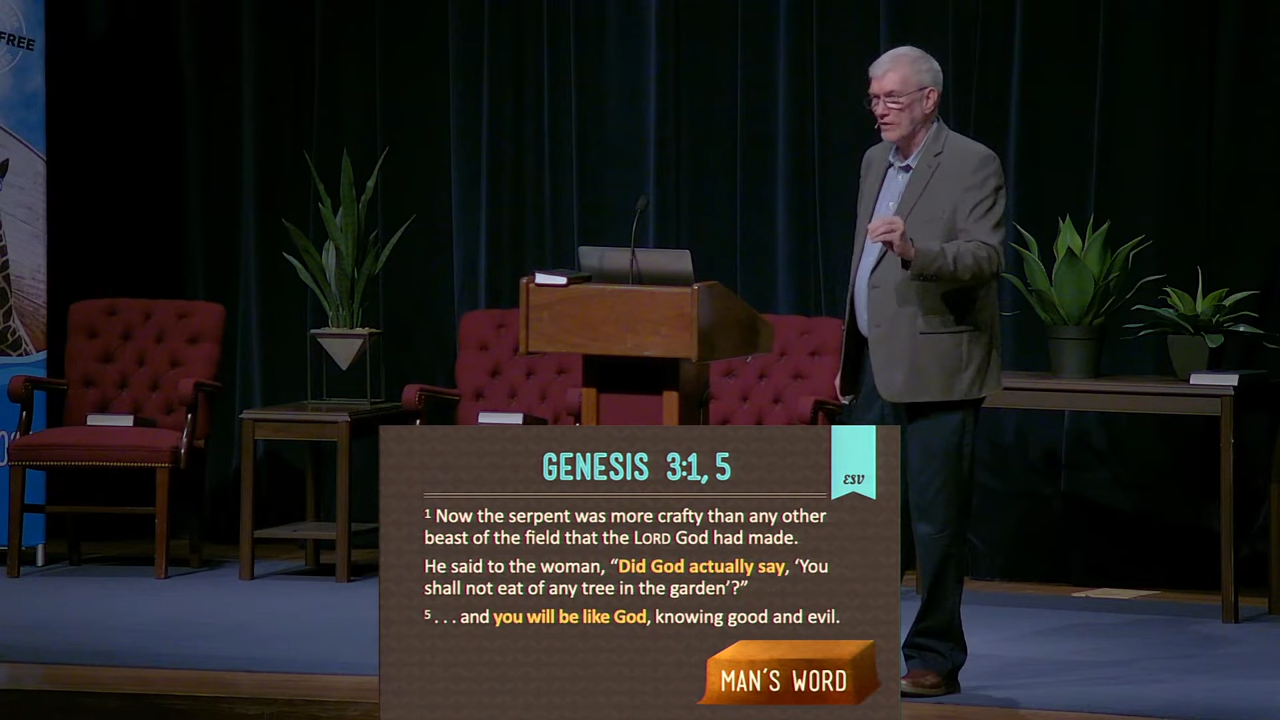 FREE
GENESIS 3:1, 5
ESV
¹ Now the serpent was more crafty than any other
beast of the field that the LORD God had made.
He said to the woman, “Did God actually say, ‘You
shall not eat of any tree in the garden’?”
⁵ . . . and you will be like God, knowing good and evil.
MAN'S WORD